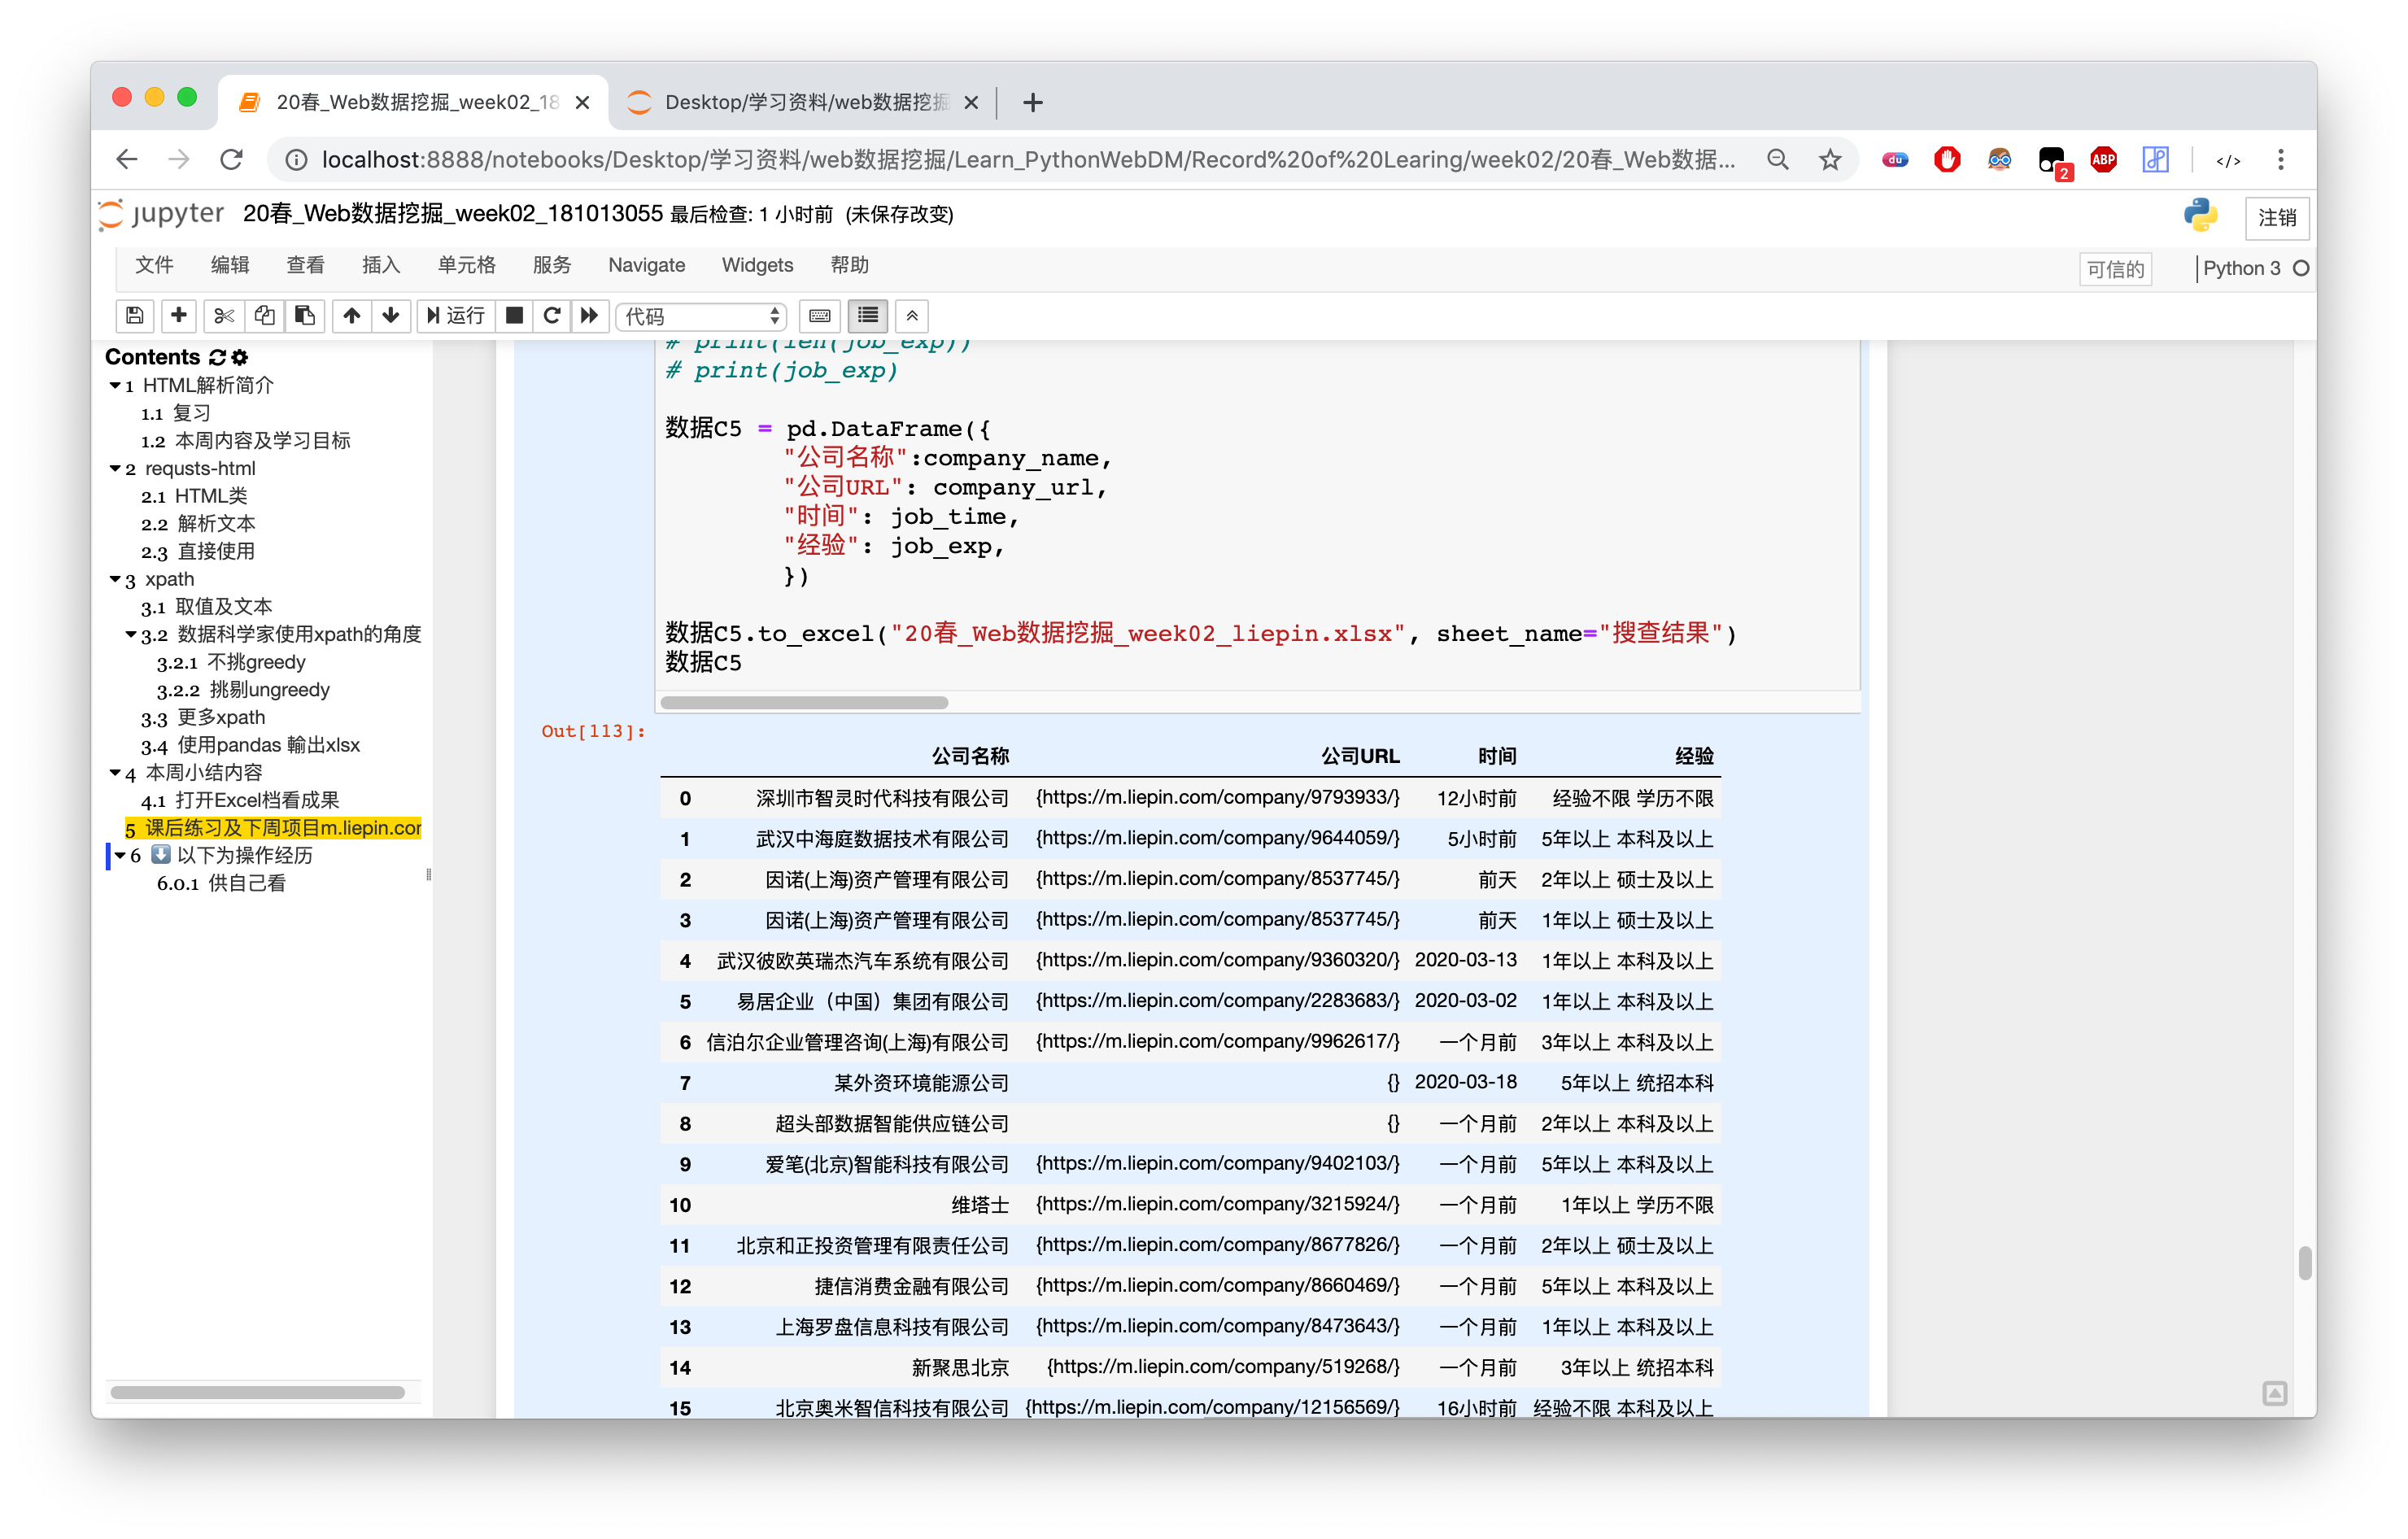 20春_Web数据挖掘_week02_18
Desktop/学习资料/web数据挖掘
localhost:8888/notebooks/Desktop/学习资料/web数据挖掘/Learn_PythonWebDM/Record%20of%20Learing/week02/20春_Web数据...
du
2
ABP
</>
jupyter 20春_Web数据挖掘_week02_181013055 最后检查: 1 小时前 (未保存改变)
注销
文件 编辑 查看 插入 单元格 服务 Navigate Widgets 帮助
可信的 Python 3
运行 代码
Contents
1 HTML解析简介
1.1 复习
1.2 本周内容及学习目标
2 requsts-html
2.1 HTML类
2.2 解析文本
2.3 直接使用
3 xpath
3.1 取值及文本
3.2 数据科学家使用xpath的角度
3.2.1 不挑greedy
3.2.2 挑剔ungreedy
3.3 更多xpath
3.4 使用pandas 輸出xlsx
4 本周小结内容
4.1 打开Excel档看成果
5 课后练习及下周项目m.liepin.cor
6 以下为操作经历
6.0.1 供自己看
# print(len(job_exp))
# print(job_exp)
数据C5 = pd.DataFrame({
"公司名称":company_name,
"公司URL": company_url,
"时间": job_time,
"经验": job_exp,
})
数据C5.to_excel("20春_Web数据挖掘_week02_liepin.xlsx", sheet_name="搜查结果")
数据C5
Out[113]:
公司名称 公司URL 时间 经验
0 深圳市智灵时代科技有限公司 {https://m.liepin.com/company/9793933/} 12小时前 经验不限 学历不限
1 武汉中海庭数据技术有限公司 {https://m.liepin.com/company/9644059/} 5小时前 5年以上 本科及以上
2 因诺(上海)资产管理有限公司 {https://m.liepin.com/company/8537745/} 前天 2年以上 硕士及以上
3 因诺(上海)资产管理有限公司 {https://m.liepin.com/company/8537745/} 前天 1年以上 硕士及以上
4 武汉彼欧英瑞杰汽车系统有限公司 {https://m.liepin.com/company/9360320/} 2020-03-13 1年以上 本科及以上
5 易居企业（中国）集团有限公司 {https://m.liepin.com/company/2283683/} 2020-03-02 1年以上 本科及以上
6 信泊尔企业管理咨询(上海)有限公司 {https://m.liepin.com/company/9962617/} 一个月前 3年以上 本科及以上
7 某外资环境能源公司 {} 2020-03-18 5年以上 统招本科
8 超头部数据智能供应链公司 {} 一个月前 2年以上 本科及以上
9 爱笔(北京)智能科技有限公司 {https://m.liepin.com/company/9402103/} 一个月前 5年以上 本科及以上
10 维塔士 {https://m.liepin.com/company/3215924/} 一个月前 1年以上 学历不限
11 北京和正投资管理有限责任公司 {https://m.liepin.com/company/8677826/} 一个月前 2年以上 硕士及以上
12 捷信消费金融有限公司 {https://m.liepin.com/company/8660469/} 一个月前 5年以上 本科及以上
13 上海罗盘信息科技有限公司 {https://m.liepin.com/company/8473643/} 一个月前 1年以上 本科及以上
14 新聚思北京 {https://m.liepin.com/company/519268/} 一个月前 3年以上 统招本科
15 北京奥米智信科技有限公司 {https://m.liepin.com/company/12156569/} 16小时前 经验不限 本科及以上